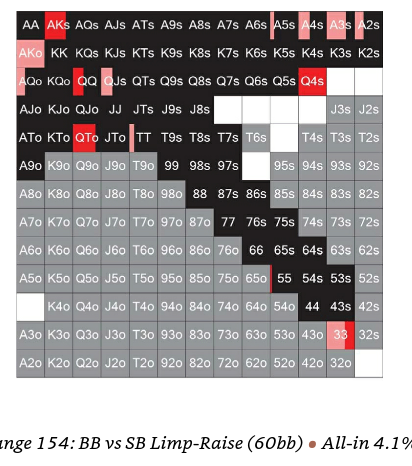 AA AKs AQs AJs ATs A9s A8s A7s A6s A5s A4s A3s A2s
AKo KK KQs KJs KTs K9s K8s K7s K6s K5s K4s K3s K2s
AQo KQo QQ QJs QTs Q9s Q8s Q7s Q6s Q5s Q4s
AJo KJo QJo JJ JTs J9s J8s J3s J2s
ATo KTo QTo JTo TT T9s T8s T7s T6s T4s T3s T2s
A9o K9o Q9o J9o T9o 99 98s 97s 95s 94s 93s 92s
A8o K8o Q8o J8o T8o 98o 88 87s 86s 85s 84s 83s 82s
A7o K7o Q7o J7o T7o 97o 87o 77 76s 75s 74s 73s 72s
A6o K6o Q6o J6o T6o 96o 86o 76o 66 65s 64s 63s 62s
A5o K5o Q5o J5o T5o 95o 85o 75o 65o 55 54s 53s 52s
K4o Q4o J4o T4o 94o 84o 74o 64o 54o 44 43s 42s
A3o K3o Q3o J3o T3o 93o 83o 73o 63o 53o 43o 33 32s
A2o K2o Q2o J2o T2o 92o 82o 72o 62o 52o 42o 32o
nge 154: BB vs SB Limp-Raise (60bb) • All-in 4.1%